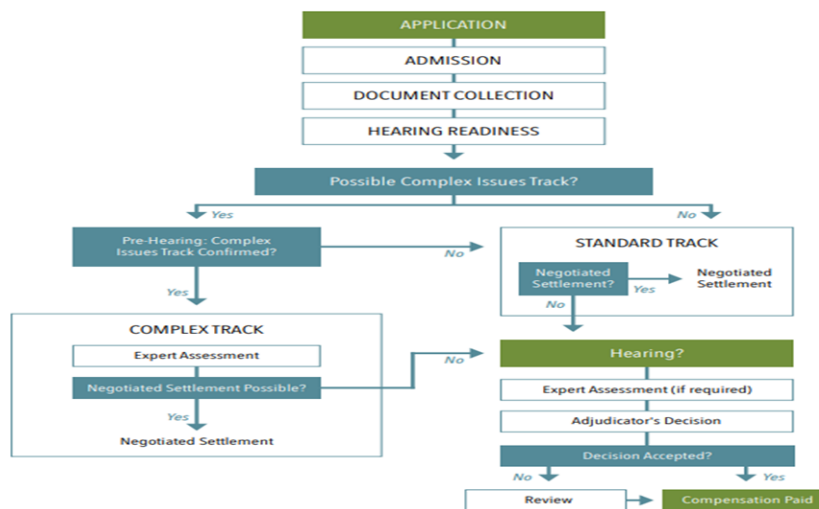 APPLICATION
ADMISSION
DOCUMENT COLLECTION
HEARING READINESS
Possible Complex Issues Track?
Yes
No
Pre-Hearing: Complex
Issues Track Confirmed?
No
Yes
STANDARD TRACK
Negotiated
Settlement?
Yes
Negotiated
Settlement
No
COMPLEX TRACK
Expert Assessment
Negotiated Settlement Possible?
No
Yes
Negotiated Settlement
Hearing?
Expert Assessment (if required)
Adjudicator's Decision
Decision Accepted?
No
Yes
Review
Compensation Paid